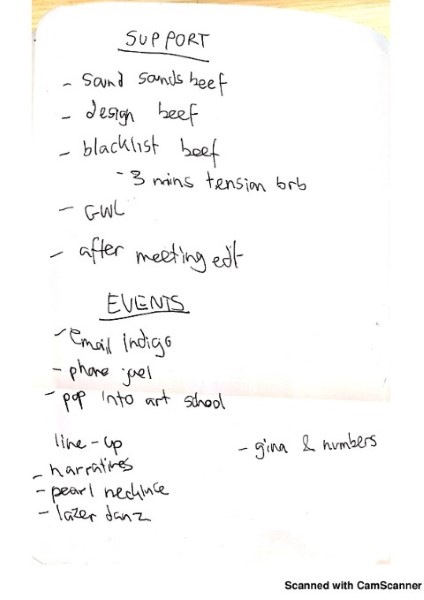 SUPPORT
- sound sounds beef
- design beef
- blacklist beef
- 3 mins tension brb
- GWL
- after meeting edit
EVENTS
- Email Indigo
- phone joel
- pop into art school
line-up
- gina & numbers
- narratives
- pearl necklace
- lazer danz
Scanned with CamScanner